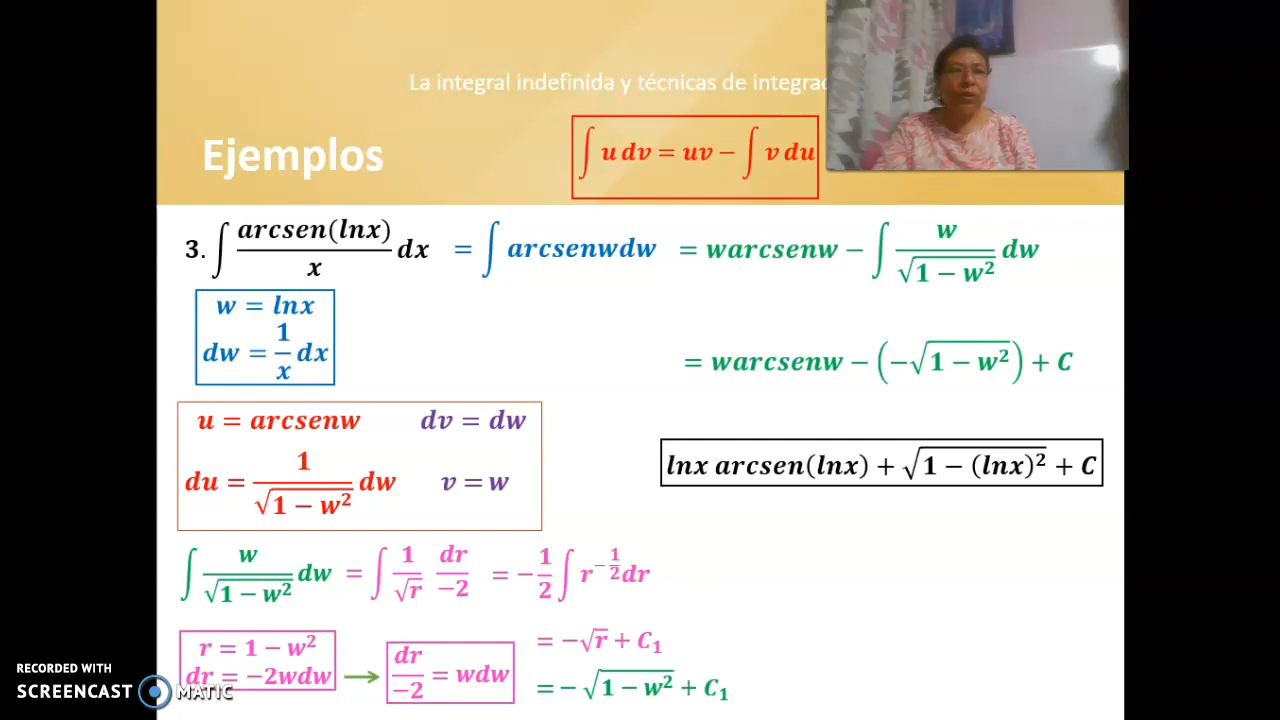 La integral indefinida y técnicas de integrac
Ejemplos
∫ u dv = uv − ∫ v du
3. ∫ arcsen(lnx)/x dx = ∫ arcsenwdw = warcsenw − ∫ w/√(1 − w²) dw
w = lnx
dw = 1/x dx
= warcsenw − (−√(1 − w²)) + C
u = arcsenw dv = dw
du = 1/√(1 − w²) dw v = w
lnx arcsen(lnx) + √(1 − (lnx)²) + C
∫ w/√(1 − w²) dw = ∫ 1/√r dr/−2 = −1/2 ∫ r^(−1/2) dr
r = 1 − w²
dr = −2wdw → dr/−2 = wdw
= −√r + C₁
= −√(1 − w²) + C₁
RECORDED WITH
SCREENCAST MATIC